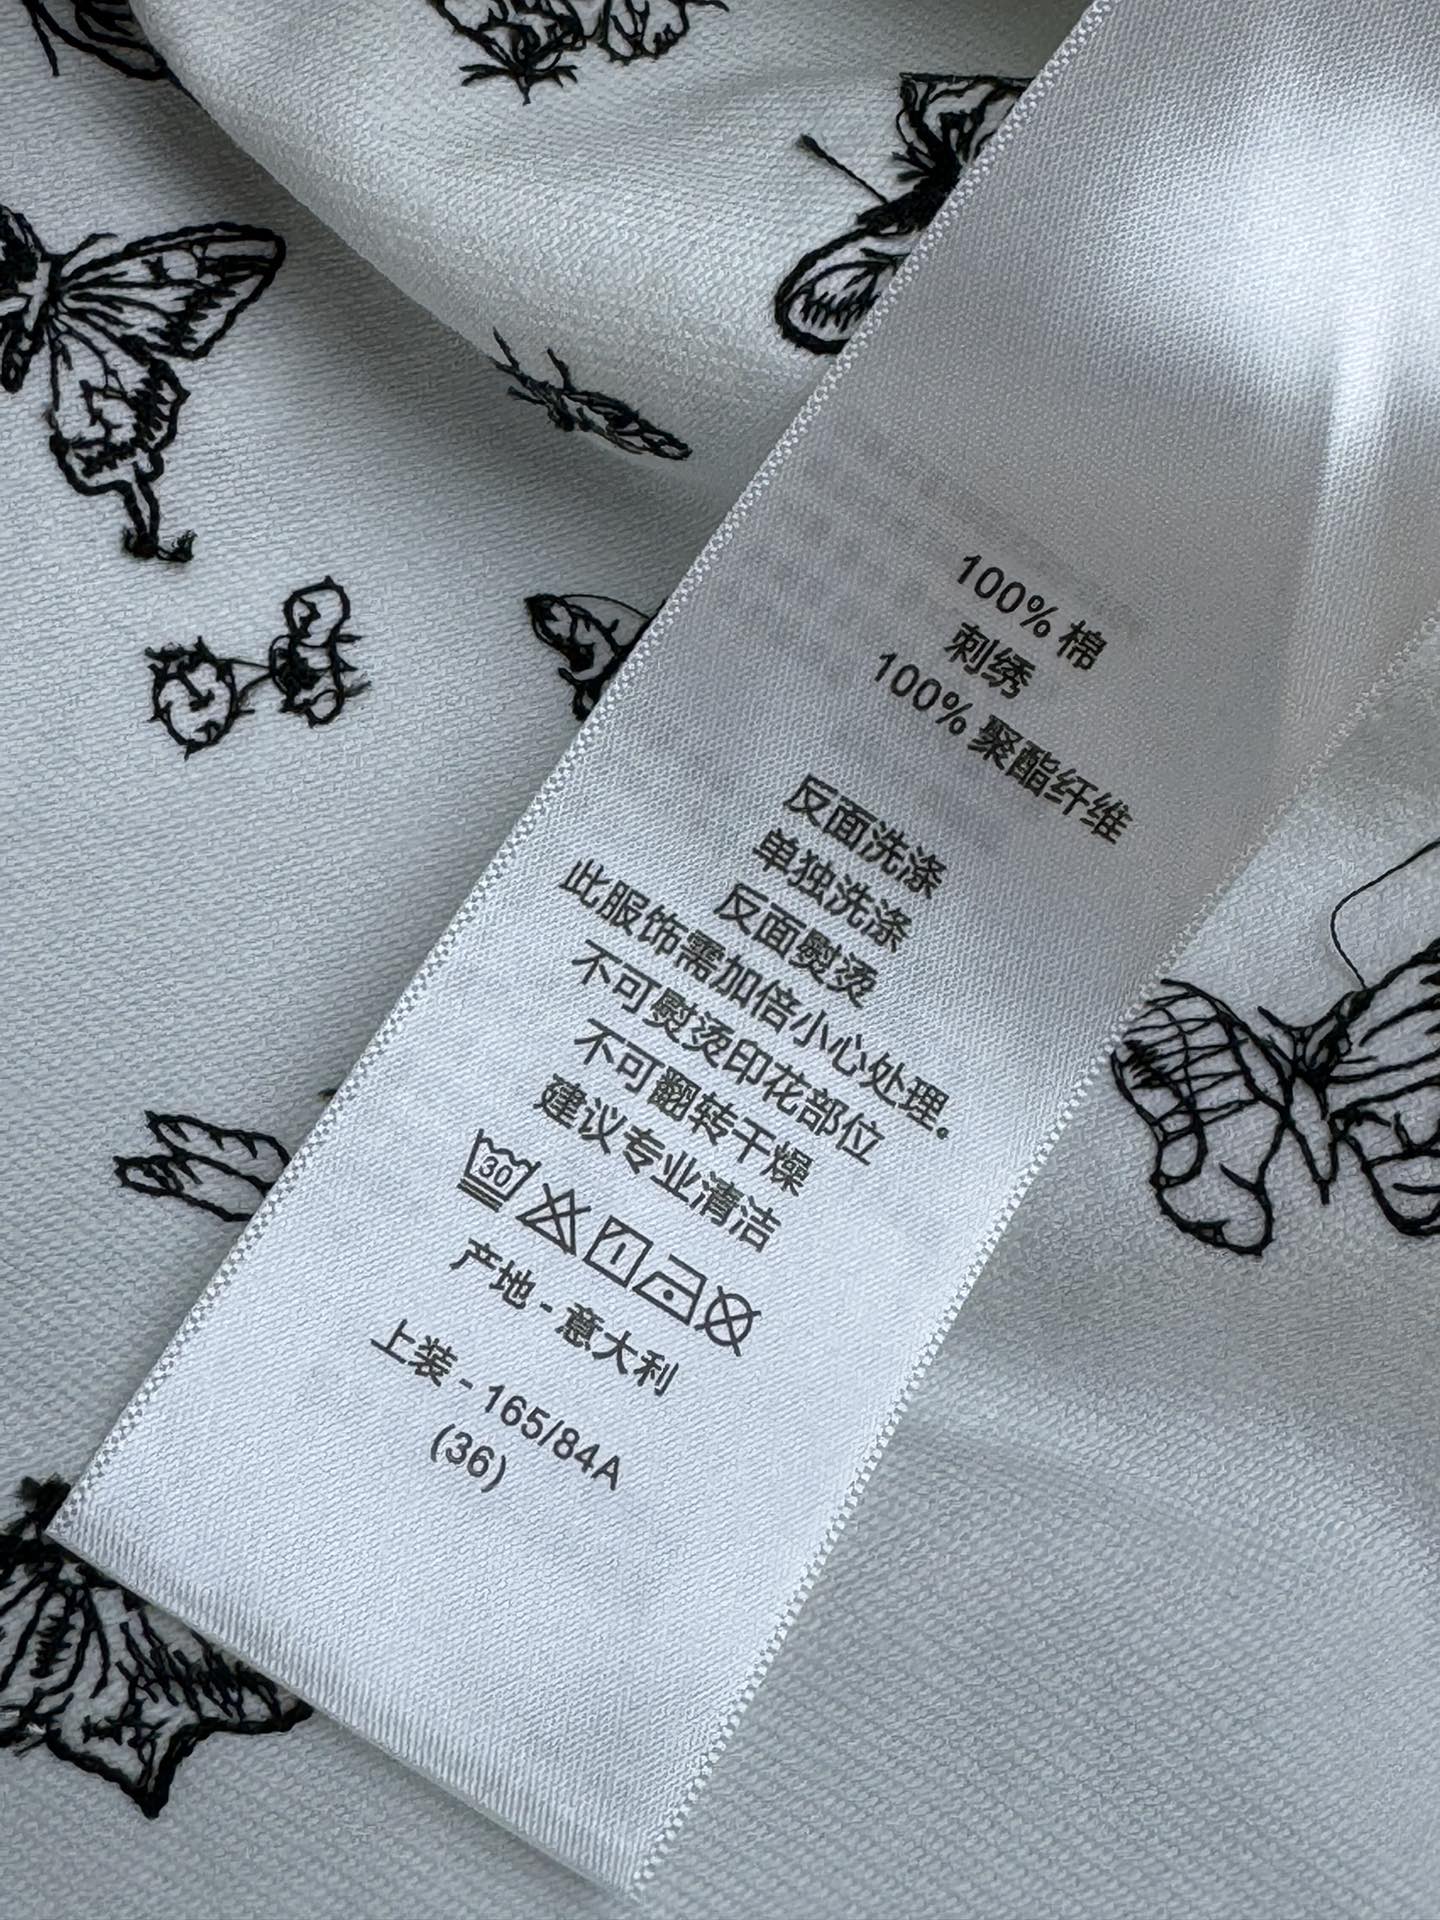 100% 棉
刺绣
100% 聚酯纤维
反面洗涤
单独洗涤
反面熨烫
此服饰需加倍小心处理。
不可熨烫印花部位
不可翻转干燥
建议专业清洁
30
产地 - 意大利
上装 - 165/84A
(36)